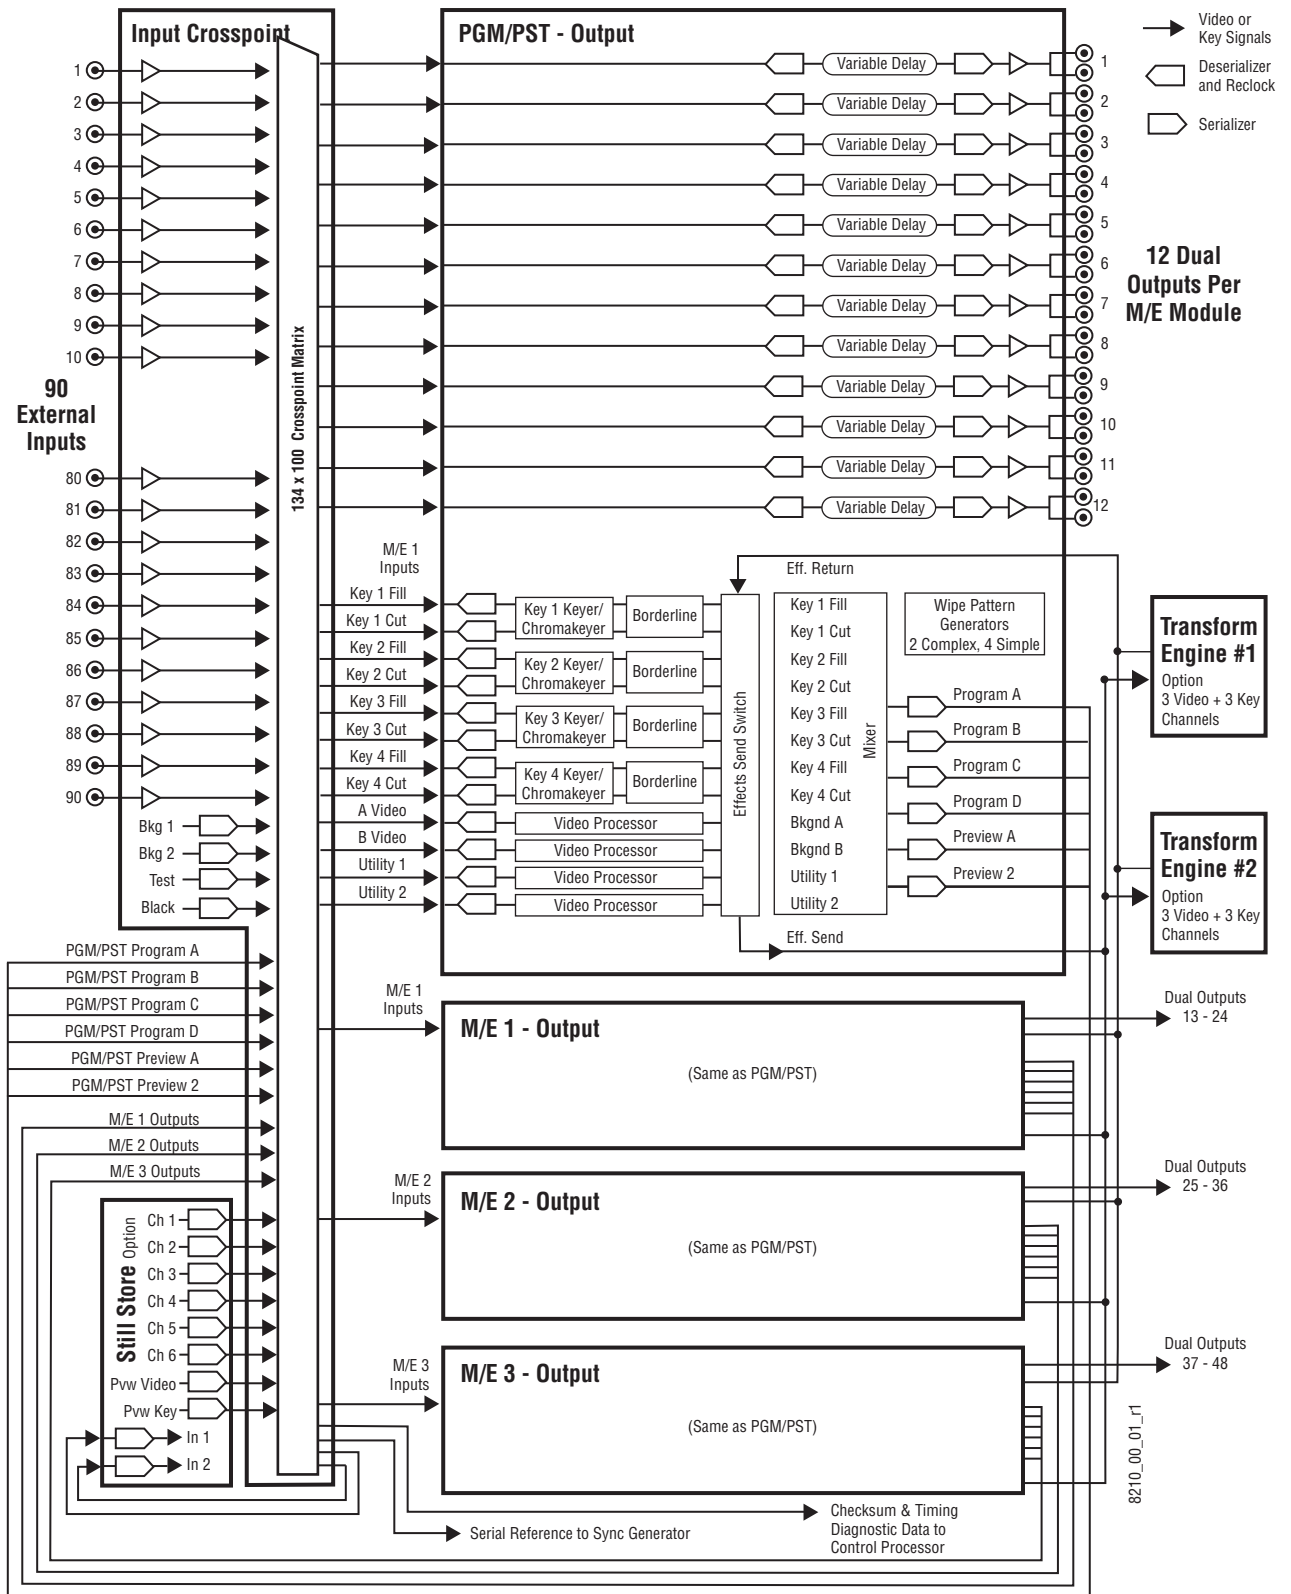 Input Crosspoint
PGM/PST - Output
Video or
Key Signals
Deserializer
and Reclock
Serializer
1
2
3
4
5
6
7
8
9
10
90
External
Inputs
80
81
82
83
84
85
86
87
88
89
90
Bkg 1
Bkg 2
Test
Black
134 x 100 Crosspoint Matrix
Variable Delay
1
Variable Delay
2
Variable Delay
3
Variable Delay
4
Variable Delay
5
Variable Delay
6
Variable Delay
7
Variable Delay
8
Variable Delay
9
Variable Delay
10
Variable Delay
11
Variable Delay
12
12 Dual
Outputs Per
M/E Module
M/E 1
Inputs
Key 1 Fill
Key 1 Cut
Key 2 Fill
Key 2 Cut
Key 3 Fill
Key 3 Cut
Key 4 Fill
Key 4 Cut
A Video
B Video
Utility 1
Utility 2
Key 1 Keyer/
Chromakeyer
Borderline
Key 2 Keyer/
Chromakeyer
Borderline
Key 3 Keyer/
Chromakeyer
Borderline
Key 4 Keyer/
Chromakeyer
Borderline
Video Processor
Video Processor
Video Processor
Video Processor
Effects Send Switch
Eff. Return
Key 1 Fill
Key 1 Cut
Key 2 Fill
Key 2 Cut
Key 3 Fill
Key 3 Cut
Key 4 Fill
Key 4 Cut
Bkgnd A
Bkgnd B
Utility 1
Utility 2
Mixer
Eff. Send
Wipe Pattern
Generators
2 Complex, 4 Simple
Program A
Program B
Program C
Program D
Preview A
Preview 2
Transform
Engine #1
Option
3 Video + 3 Key
Channels
Transform
Engine #2
Option
3 Video + 3 Key
Channels
PGM/PST Program A
PGM/PST Program B
PGM/PST Program C
PGM/PST Program D
PGM/PST Preview A
PGM/PST Preview 2
M/E 1 Outputs
M/E 2 Outputs
M/E 3 Outputs
Still Store Option
Ch 1
Ch 2
Ch 3
Ch 4
Ch 5
Ch 6
Pvw Video
Pvw Key
In 1
In 2
M/E 1
Inputs
M/E 1 - Output
(Same as PGM/PST)
Dual Outputs
13 - 24
M/E 2
Inputs
M/E 2 - Output
(Same as PGM/PST)
Dual Outputs
25 - 36
M/E 3
Inputs
M/E 3 - Output
(Same as PGM/PST)
Dual Outputs
37 - 48
Serial Reference to Sync Generator
Checksum & Timing
Diagnostic Data to
Control Processor
8210_00_01_r1